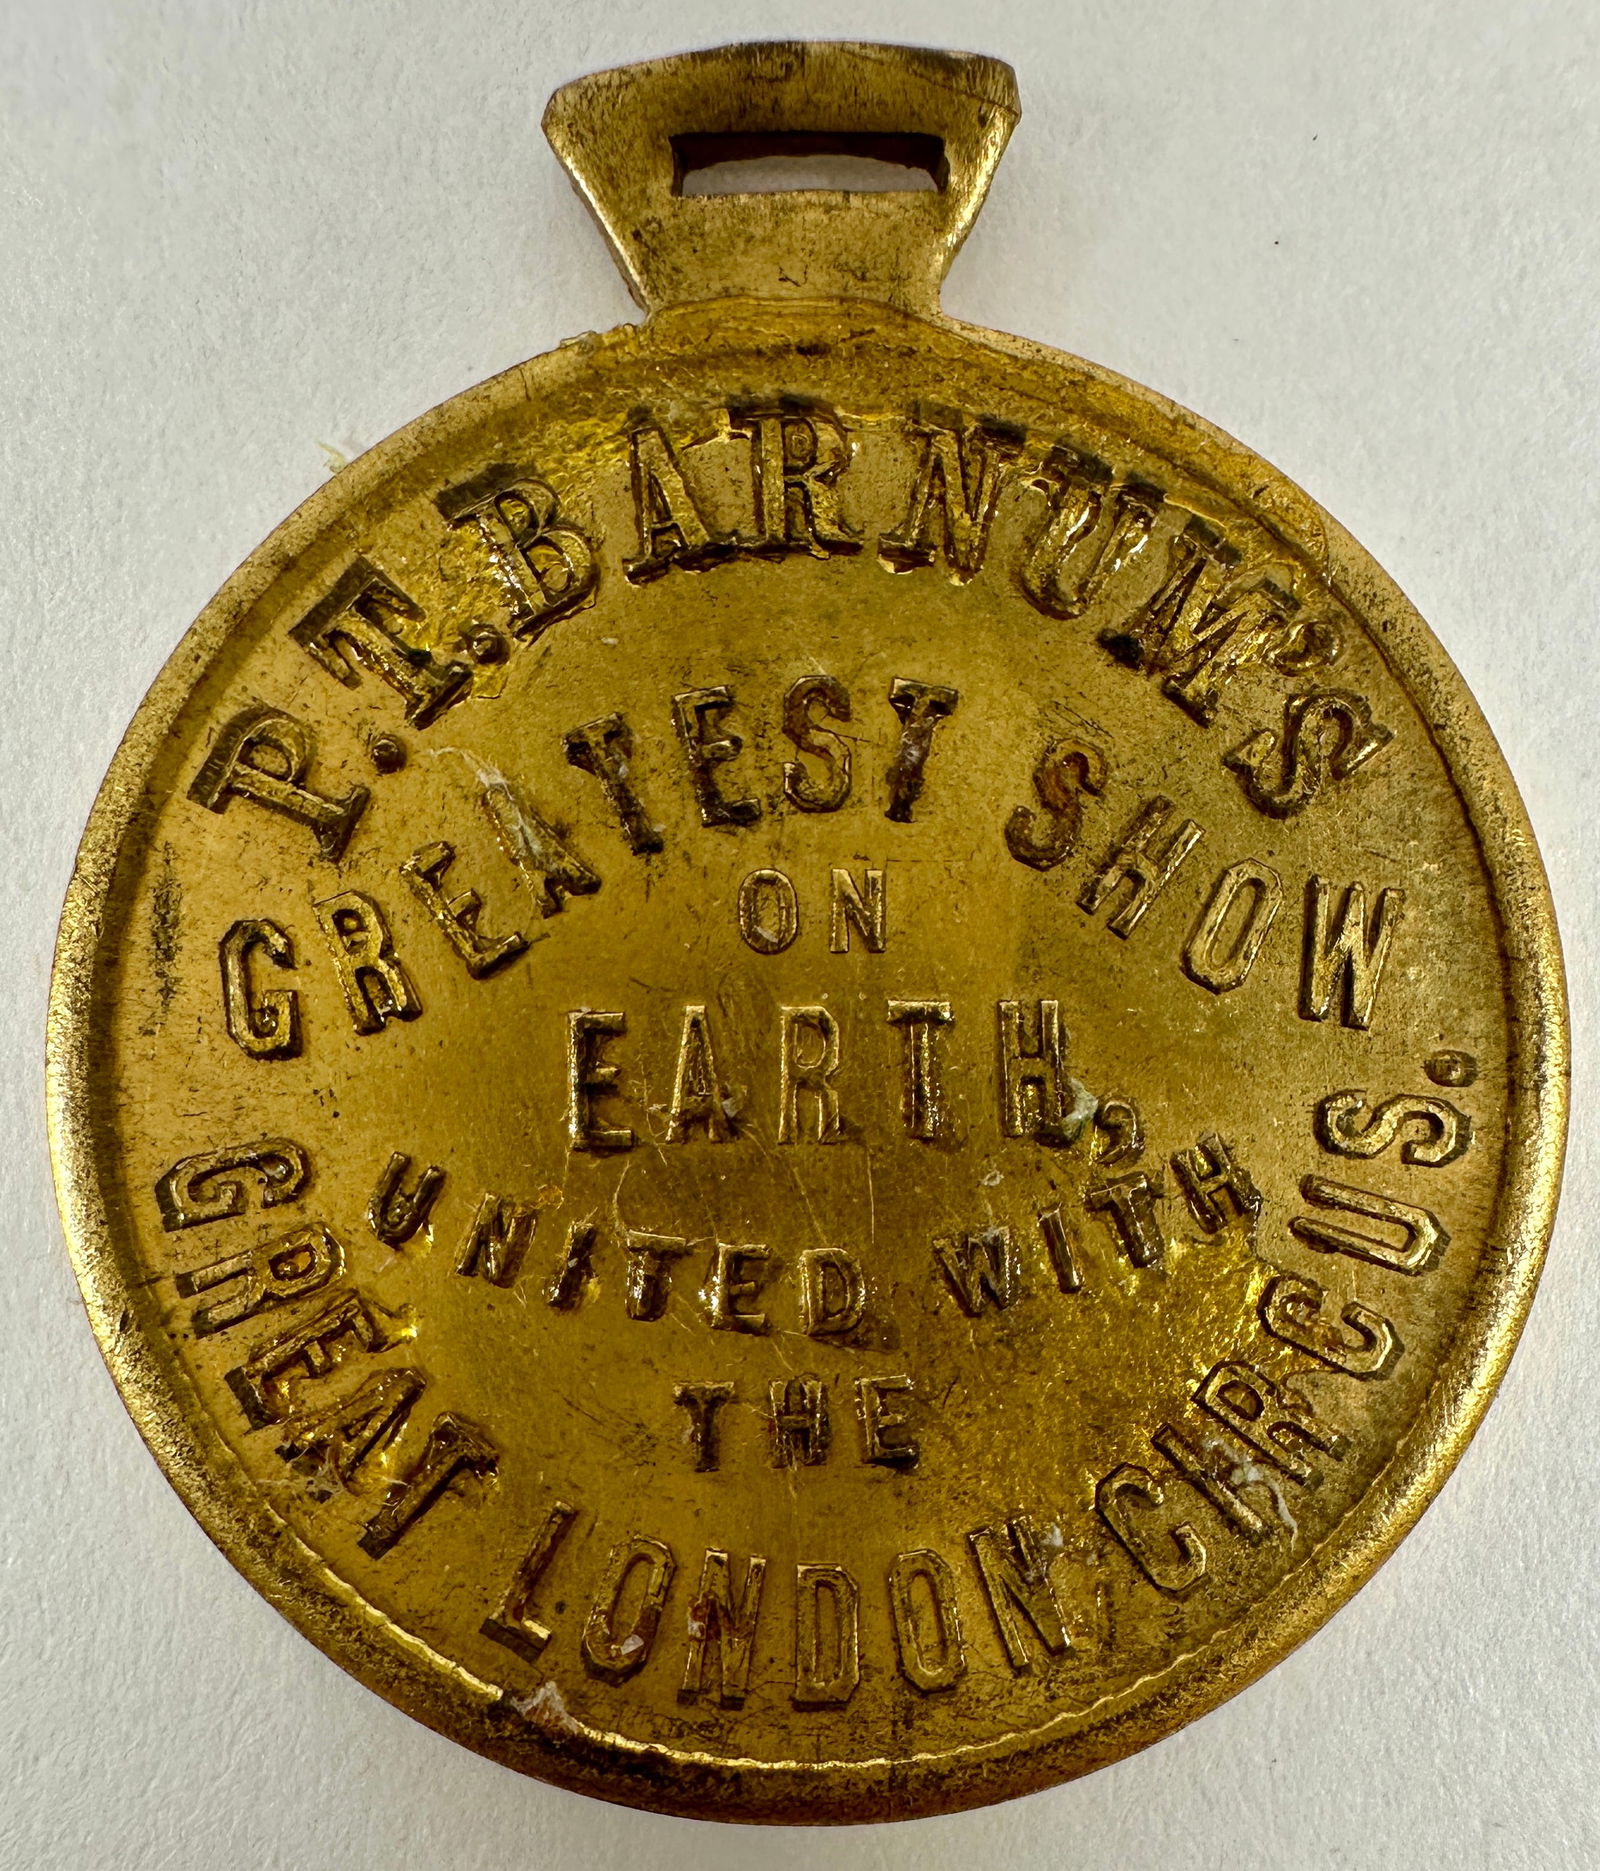 P.T.BARNUM'S
GREATEST SHOW
ON
EARTH,
UNITED WITH
THE
GREAT LONDON CIRCUS.